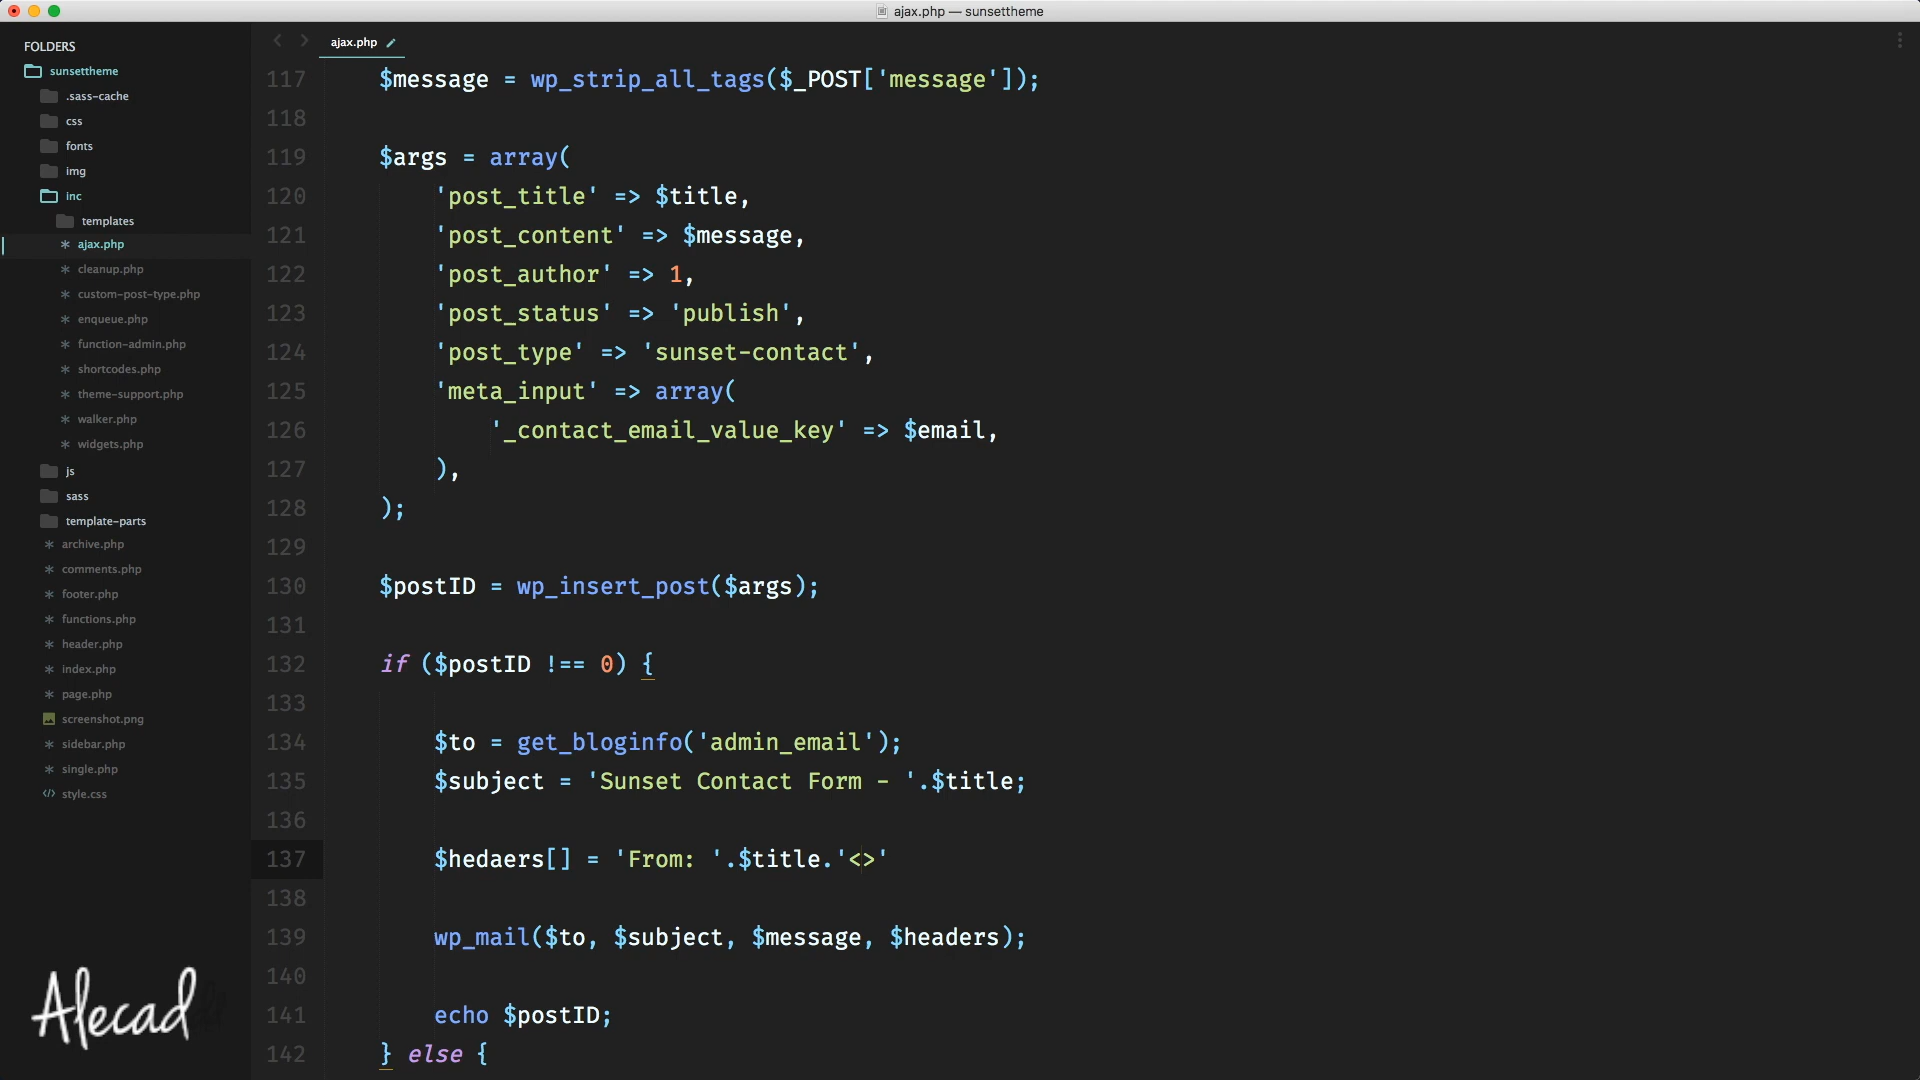 ajax.php — sunsettheme
FOLDERS
sunsettheme
.sass-cache
css
fonts
img
inc
templates
ajax.php
cleanup.php
custom-post-type.php
enqueue.php
function-admin.php
shortcodes.php
theme-support.php
walker.php
widgets.php
js
sass
template-parts
archive.php
comments.php
footer.php
functions.php
header.php
index.php
page.php
screenshot.png
sidebar.php
single.php
style.css
Alecad
ajax.php
117 $message = wp_strip_all_tags($_POST['message']);
118
119 $args = array(
120 'post_title' => $title,
121 'post_content' => $message,
122 'post_author' => 1,
123 'post_status' => 'publish',
124 'post_type' => 'sunset-contact',
125 'meta_input' => array(
126 '_contact_email_value_key' => $email,
127 ),
128 );
129
130 $postID = wp_insert_post($args);
131
132 if ($postID !== 0) {
133
134 $to = get_bloginfo('admin_email');
135 $subject = 'Sunset Contact Form - '.$title;
136
137 $hedaers[] = 'From: '.$title.'<>'
138
139 wp_mail($to, $subject, $message, $headers);
140
141 echo $postID;
142 } else {